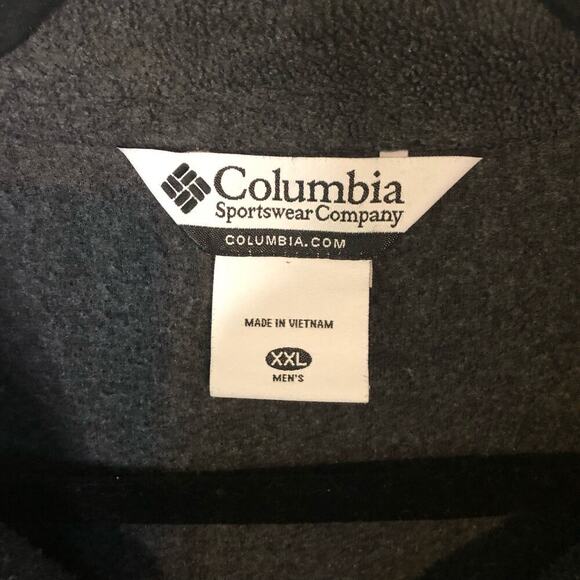 Columbia
Sportswear Company
COLUMBIA.COM
MADE IN VIETNAM
XXL
MEN'S